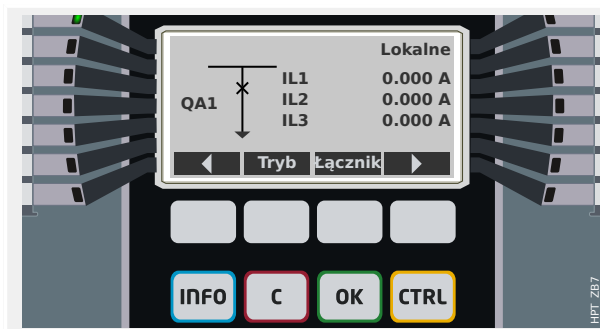 Lokalne
IL1 0.000 A
QA1 IL2 0.000 A
IL3 0.000 A
Tryb Łącznik
INFO C OK CTRL
HPT ZB7